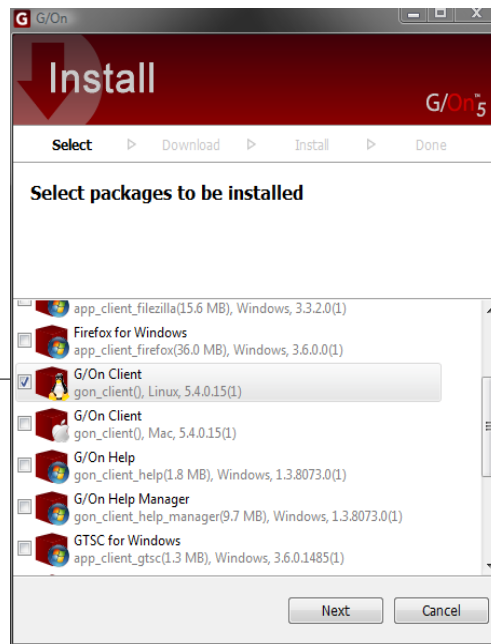 G G/On
Install
G/On™5
Select Download Install Done
Select packages to be installed
app_client_filezilla(15.6 MB), Windows, 3.3.2.0(1)
Firefox for Windows
app_client_firefox(36.0 MB), Windows, 3.6.0.0(1)
G/On Client
gon_client(), Linux, 5.4.0.15(1)
G/On Client
gon_client(), Mac, 5.4.0.15(1)
G/On Help
gon_client_help(1.8 MB), Windows, 1.3.8073.0(1)
G/On Help Manager
gon_client_help_manager(9.7 MB), Windows, 1.3.8073.0(1)
GTSC for Windows
app_client_gtsc(1.3 MB), Windows, 3.6.0.1485(1)
Next Cancel